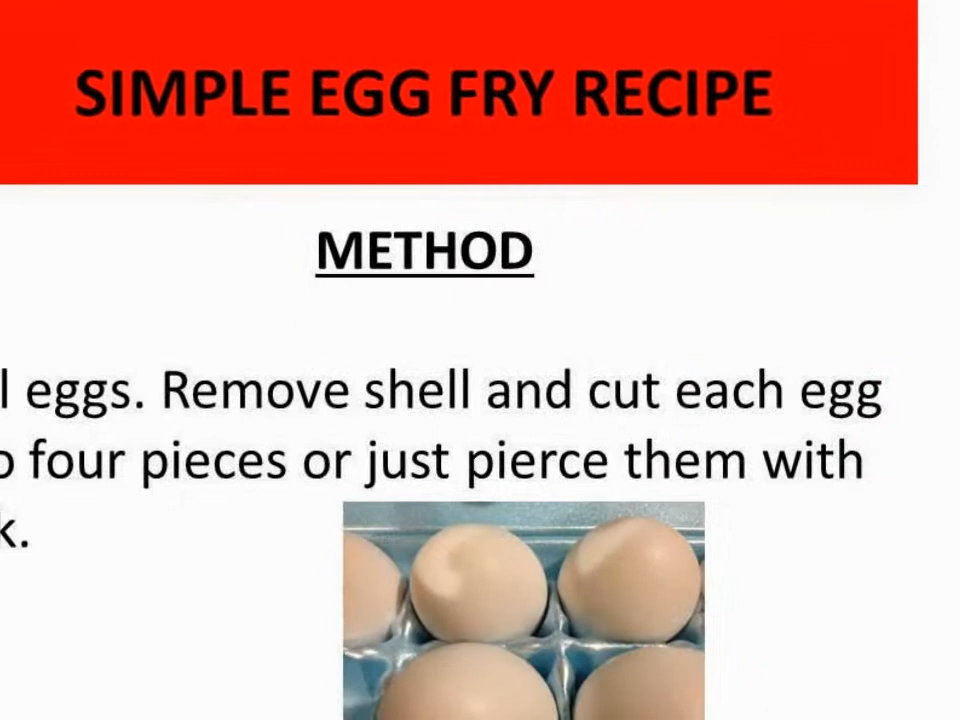 SIMPLE EGG FRY RECIPE
METHOD
eggs. Remove shell and cut each egg
four pieces or just pierce them with